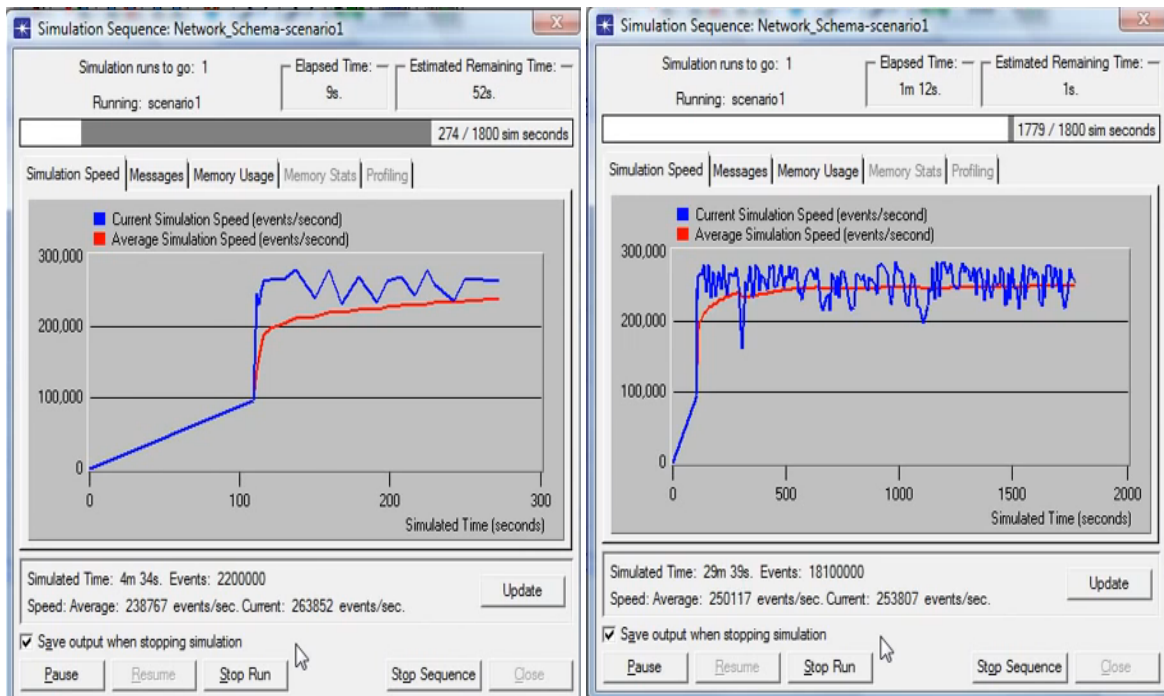 Simulation Sequence: Network_Schema-scenario1
Simulation runs to go: 1
Running: scenario1
Elapsed Time:
9s.
Estimated Remaining Time:
52s.
274 / 1800 sim seconds
Simulation Speed Messages Memory Usage Memory Stats Profiling
Current Simulation Speed (events/second)
Average Simulation Speed (events/second)
300,000
200,000
100,000
0
0 100 200 300
Simulated Time (seconds)
Simulated Time: 4m 34s. Events: 2200000
Speed: Average: 238767 events/sec. Current: 263852 events/sec.
Update
Save output when stopping simulation
Pause Resume Stop Run Stop Sequence Close
Simulation Sequence: Network_Schema-scenario1
Simulation runs to go: 1
Running: scenario1
Elapsed Time:
1m 12s.
Estimated Remaining Time:
1s.
1779 / 1800 sim seconds
Simulation Speed Messages Memory Usage Memory Stats Profiling
Current Simulation Speed (events/second)
Average Simulation Speed (events/second)
300,000
200,000
100,000
0
0 500 1000 1500 2000
Simulated Time (seconds)
Simulated Time: 29m 39s. Events: 18100000
Speed: Average: 250117 events/sec. Current: 253807 events/sec.
Update
Save output when stopping simulation
Pause Resume Stop Run Stop Sequence Close